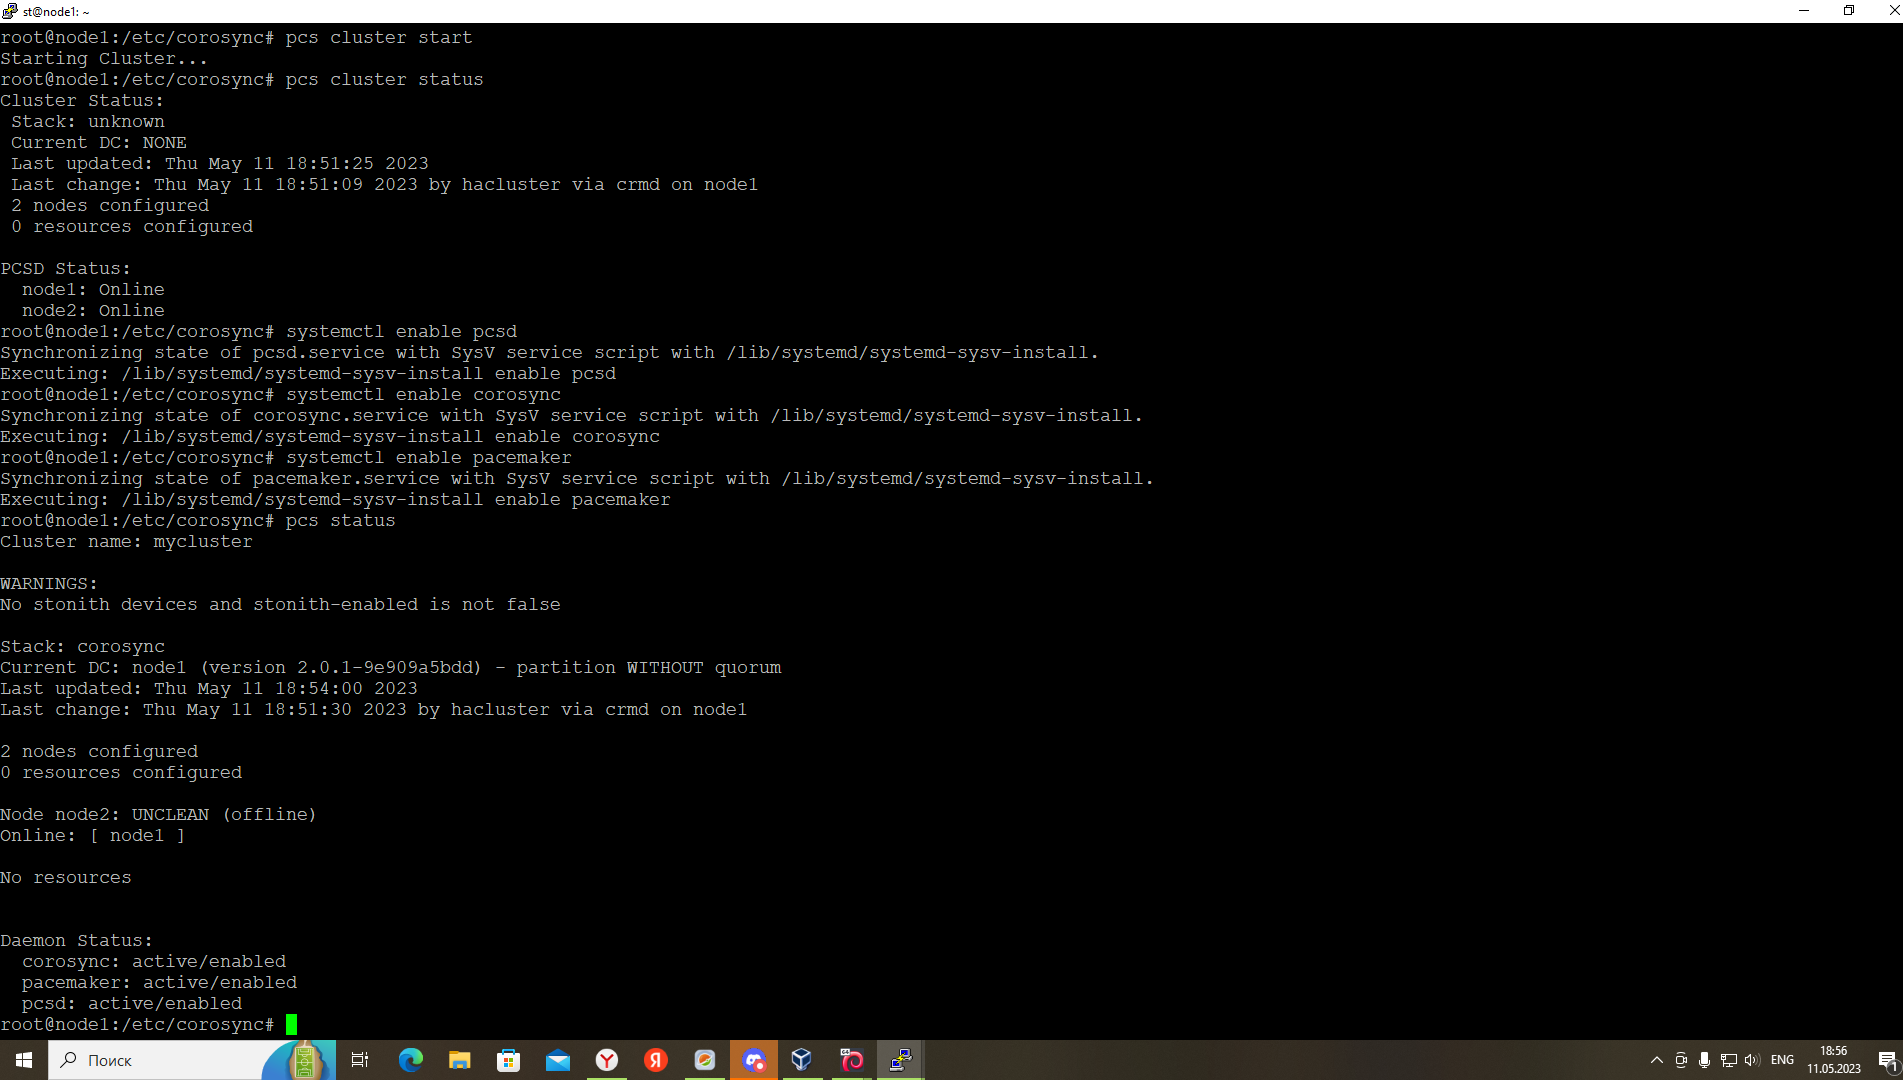 st@node1: ~
root@node1:/etc/corosync# pcs cluster start
Starting Cluster...
root@node1:/etc/corosync# pcs cluster status
Cluster Status:
 Stack: unknown
 Current DC: NONE
 Last updated: Thu May 11 18:51:25 2023
 Last change: Thu May 11 18:51:09 2023 by hacluster via crmd on node1
 2 nodes configured
 0 resources configured

PCSD Status:
  node1: Online
  node2: Online
root@node1:/etc/corosync# systemctl enable pcsd
Synchronizing state of pcsd.service with SysV service script with /lib/systemd/systemd-sysv-install.
Executing: /lib/systemd/systemd-sysv-install enable pcsd
root@node1:/etc/corosync# systemctl enable corosync
Synchronizing state of corosync.service with SysV service script with /lib/systemd/systemd-sysv-install.
Executing: /lib/systemd/systemd-sysv-install enable corosync
root@node1:/etc/corosync# systemctl enable pacemaker
Synchronizing state of pacemaker.service with SysV service script with /lib/systemd/systemd-sysv-install.
Executing: /lib/systemd/systemd-sysv-install enable pacemaker
root@node1:/etc/corosync# pcs status
Cluster name: mycluster

WARNINGS:
No stonith devices and stonith-enabled is not false

Stack: corosync
Current DC: node1 (version 2.0.1-9e909a5bdd) - partition WITHOUT quorum
Last updated: Thu May 11 18:54:00 2023
Last change: Thu May 11 18:51:30 2023 by hacluster via crmd on node1

2 nodes configured
0 resources configured

Node node2: UNCLEAN (offline)
Online: [ node1 ]

No resources


Daemon Status:
  corosync: active/enabled
  pacemaker: active/enabled
  pcsd: active/enabled
root@node1:/etc/corosync#
Поиск
Y
Я
64
ENG
18:56
11.05.2023
1